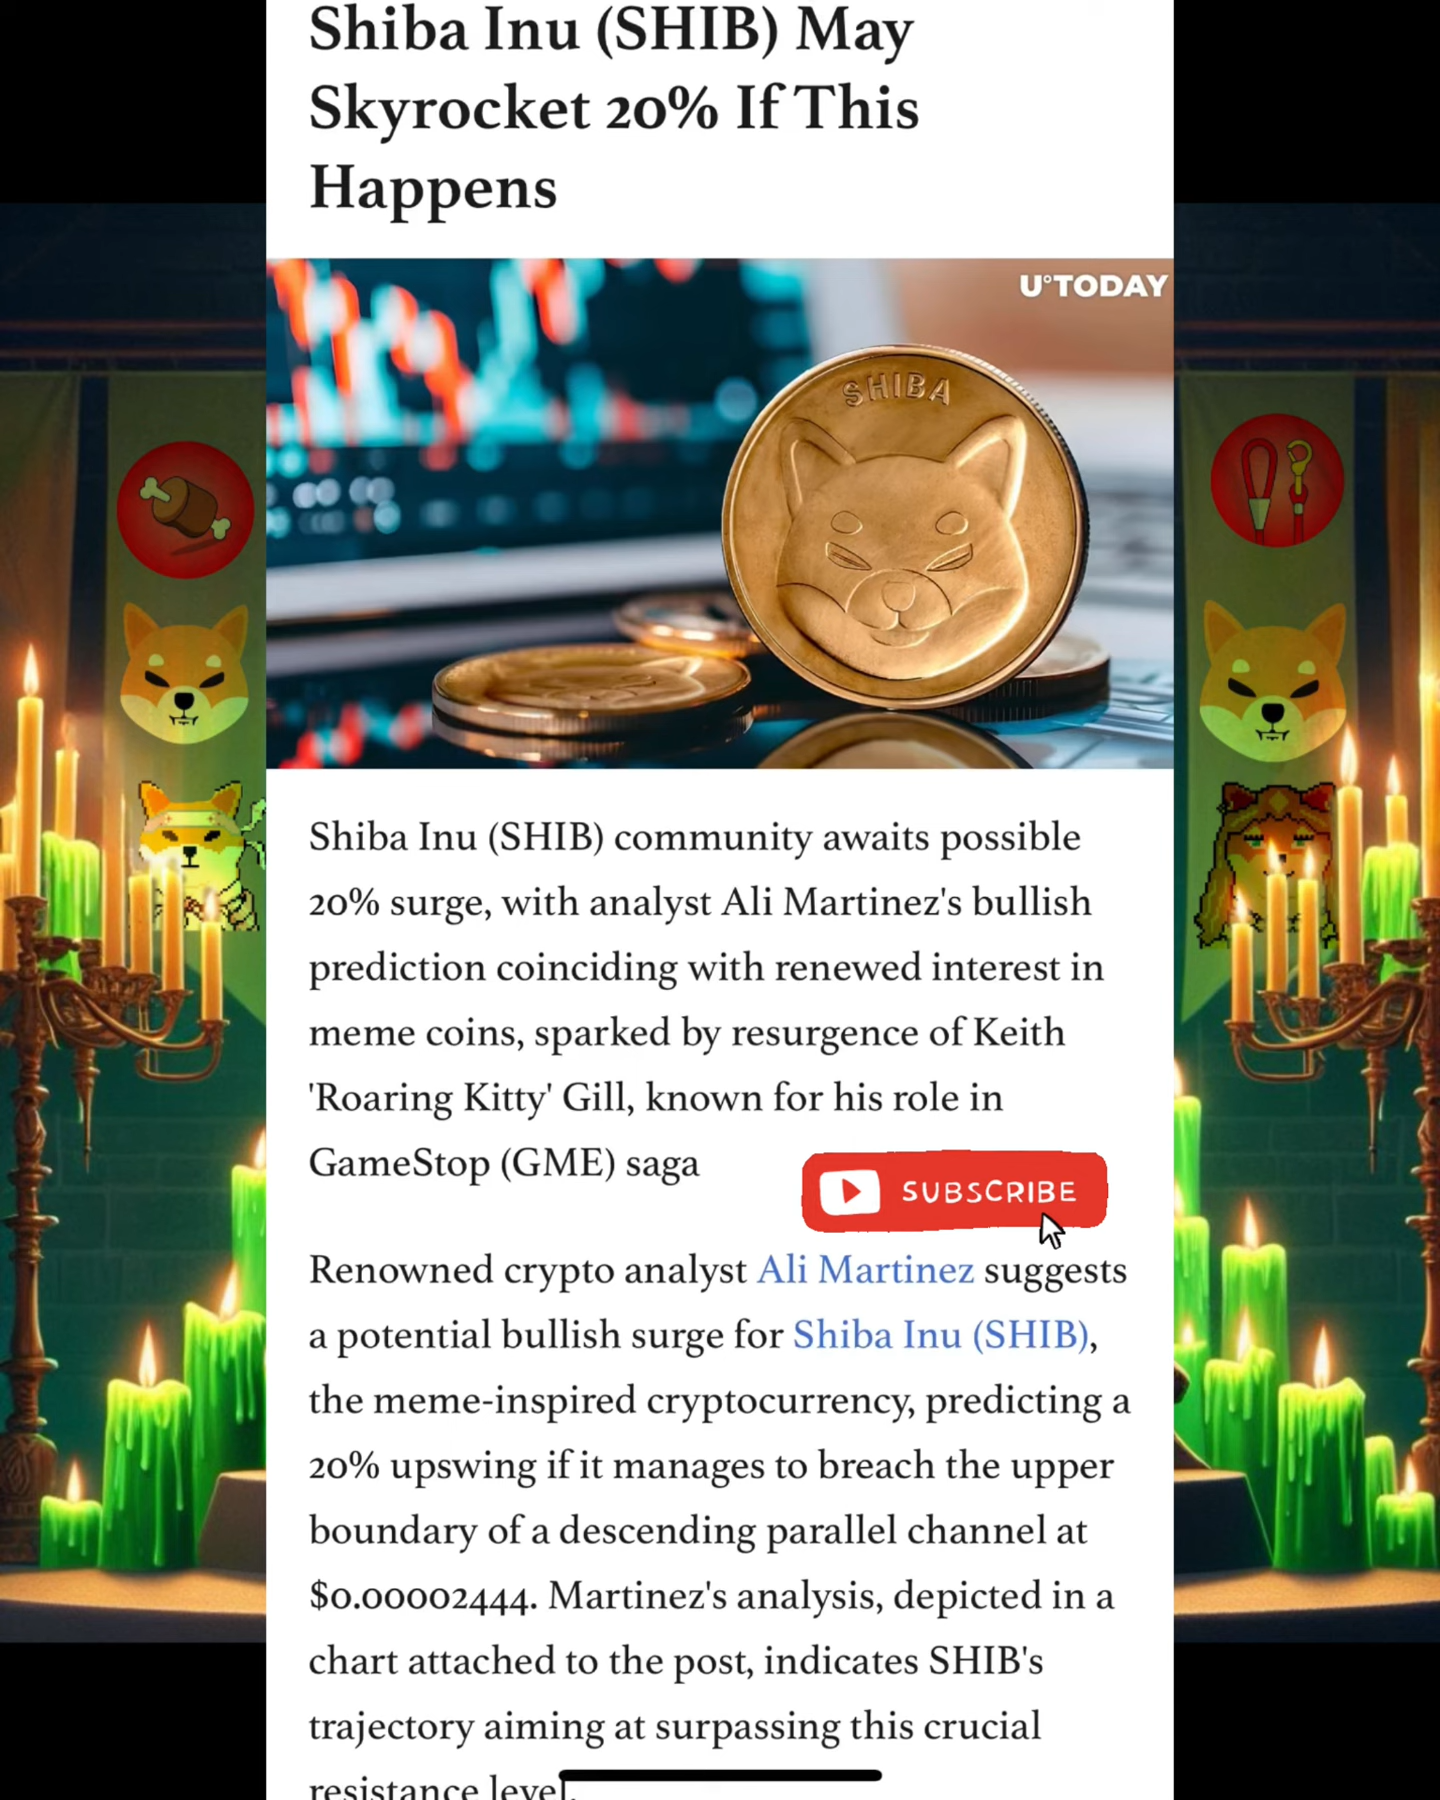 Shiba Inu (SHIB) May
Skyrocket 20% If This
Happens
U°TODAY
SHIBA
Shiba Inu (SHIB) community awaits possible
20% surge, with analyst Ali Martinez's bullish
prediction coinciding with renewed interest in
meme coins, sparked by resurgence of Keith
'Roaring Kitty' Gill, known for his role in
GameStop (GME) saga
SUBSCRIBE
Renowned crypto analyst Ali Martinez suggests
a potential bullish surge for Shiba Inu (SHIB),
the meme-inspired cryptocurrency, predicting a
20% upswing if it manages to breach the upper
boundary of a descending parallel channel at
$0.00002444. Martinez's analysis, depicted in a
chart attached to the post, indicates SHIB's
trajectory aiming at surpassing this crucial
resistance level.